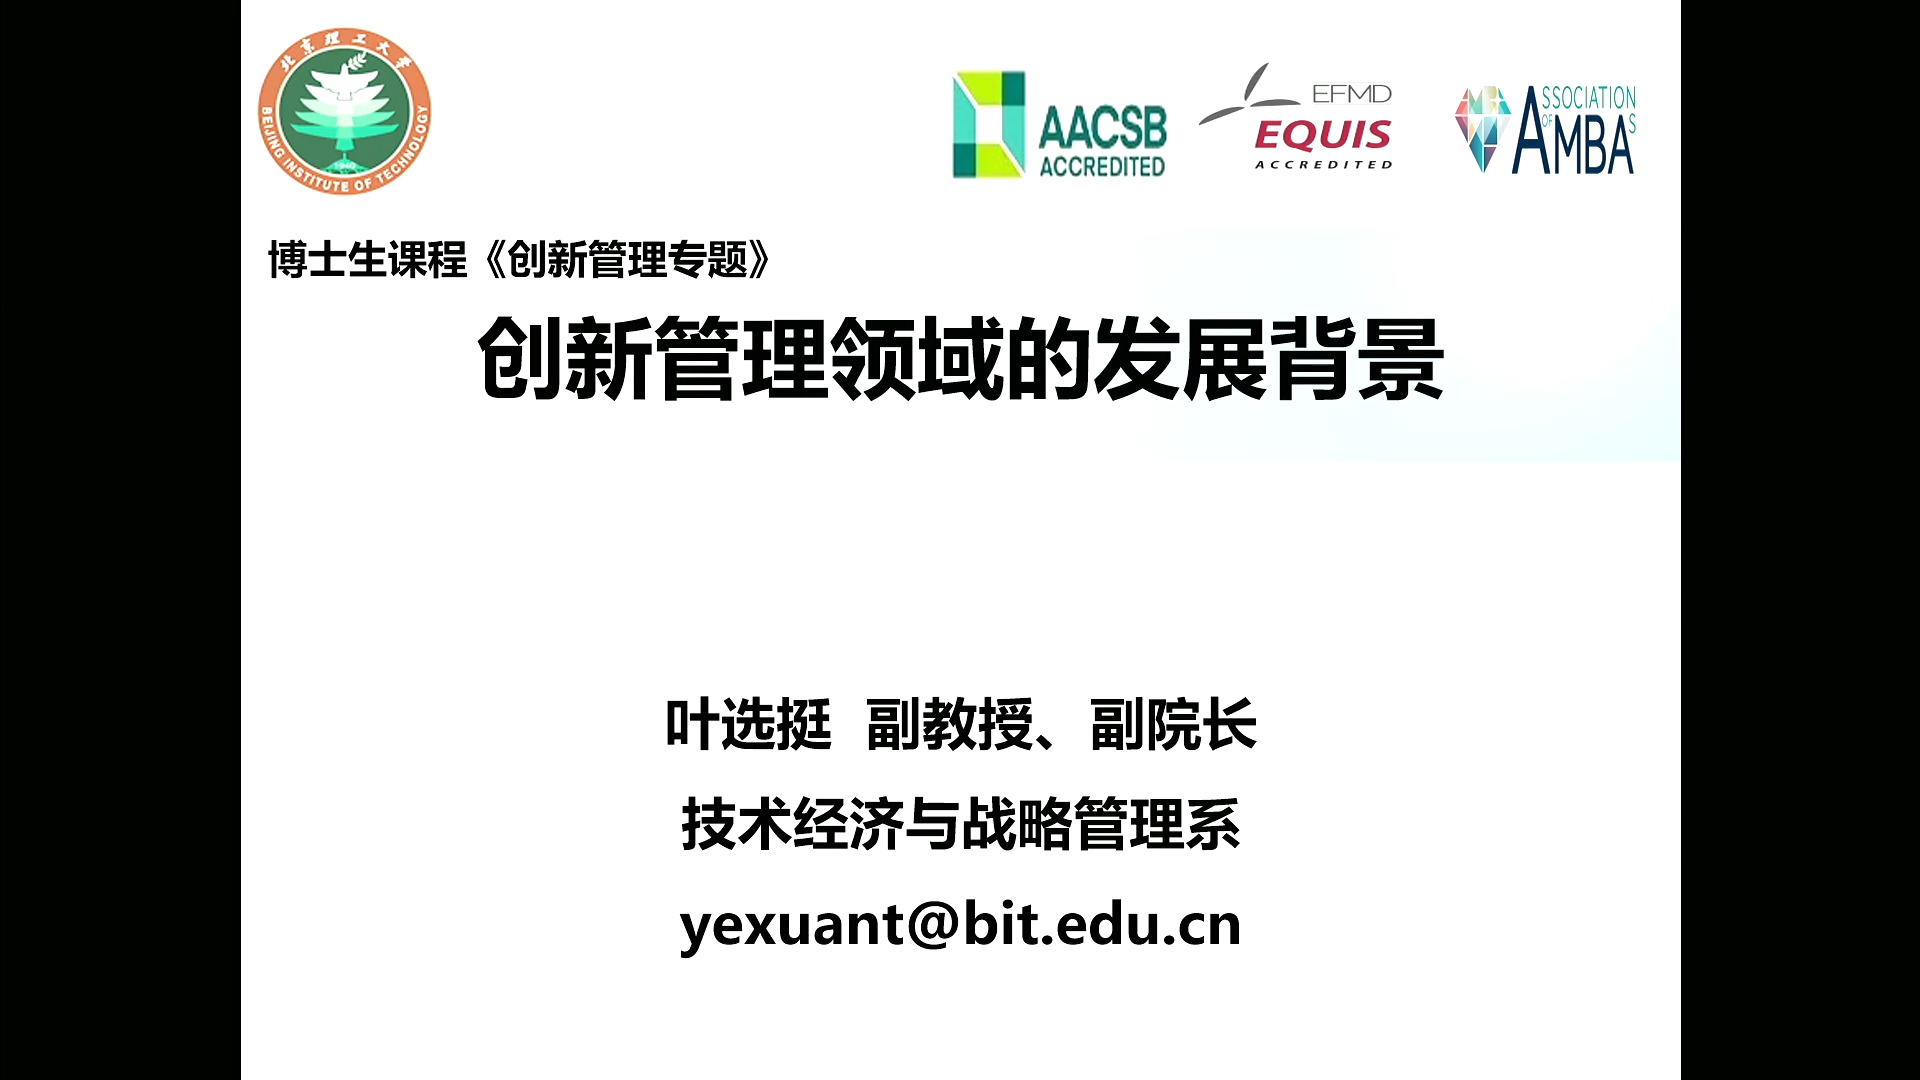 北京理工大学
BEIJING INSTITUTE OF TECHNOLOGY
1940
AACSB
ACCREDITED
EFMD
EQUIS
ACCREDITED
ASSOCIATION
OF
AMBAS
博士生课程《创新管理专题》
创新管理领域的发展背景
叶选挺 副教授、副院长
技术经济与战略管理系
yexuant@bit.edu.cn